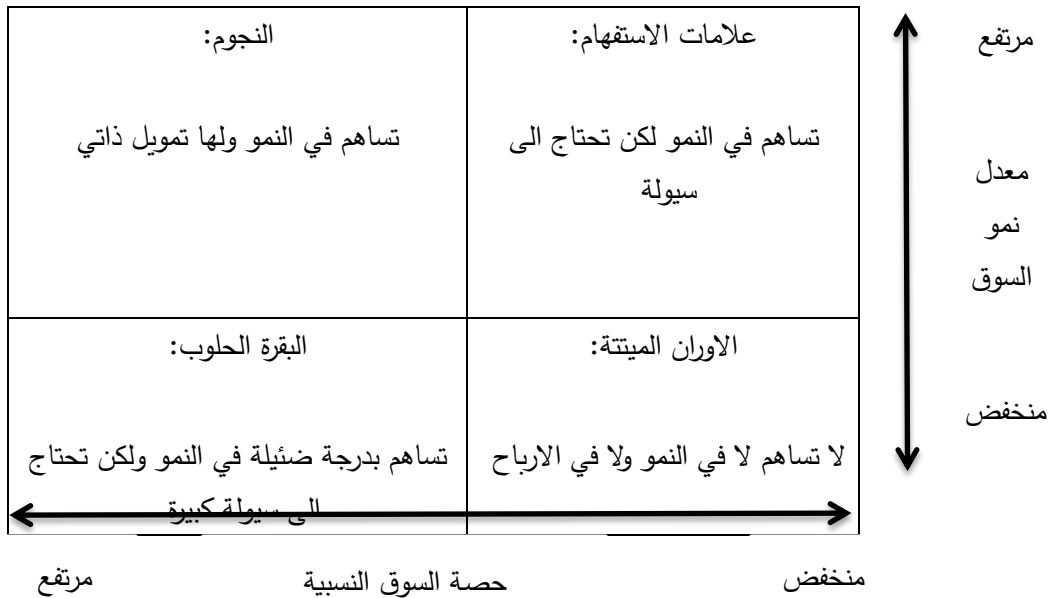 علامات الاستفهام:
تساهم في النمو لكن تحتاج الى
سيولة
النجوم:
تساهم في النمو ولها تمويل ذاتي
الاوران الميتتة:
لا تساهم لا في النمو ولا في الارباح
البقرة الحلوب:
تساهم بدرجة ضئيلة في النمو ولكن تحتاج
الى سيولة كبيرة
مرتفع
معدل
نمو
السوق
منخفض
منخفض
حصة السوق النسبية
مرتفع